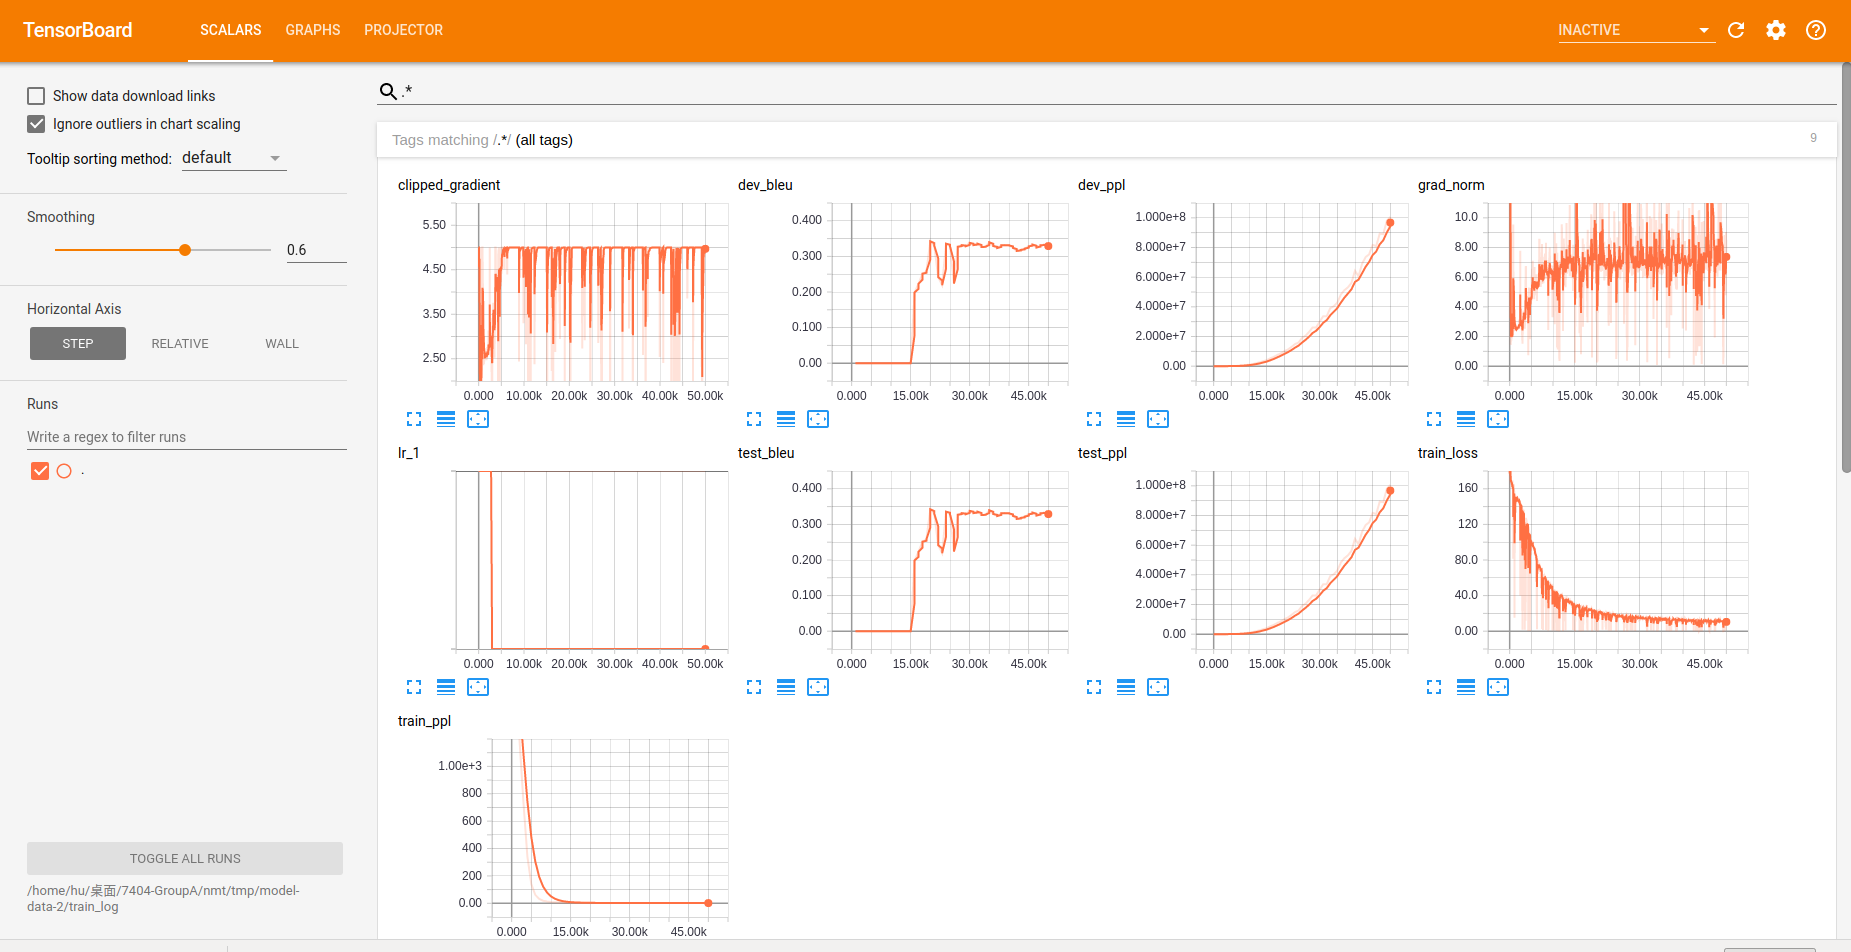 TensorBoard SCALARS GRAPHS PROJECTOR INACTIVE
Show data download links
Ignore outliers in chart scaling
Tooltip sorting method: default
Smoothing
0.6
Horizontal Axis
STEP RELATIVE WALL
Runs
Write a regex to filter runs
.
TOGGLE ALL RUNS
/home/hu/桌面/7404-GroupA/nmt/tmp/model-
data-2/train_log
.*
Tags matching /.*/ (all tags) 9
clipped_gradient
5.50
4.50
3.50
2.50
0.000 10.00k 20.00k 30.00k 40.00k 50.00k
dev_bleu
0.400
0.300
0.200
0.100
0.00
0.000 15.00k 30.00k 45.00k
dev_ppl
1.000e+8
8.000e+7
6.000e+7
4.000e+7
2.000e+7
0.00
0.000 15.00k 30.00k 45.00k
grad_norm
10.0
8.00
6.00
4.00
2.00
0.00
0.000 15.00k 30.00k 45.00k
lr_1
0.000 10.00k 20.00k 30.00k 40.00k 50.00k
test_bleu
0.400
0.300
0.200
0.100
0.00
0.000 15.00k 30.00k 45.00k
test_ppl
1.000e+8
8.000e+7
6.000e+7
4.000e+7
2.000e+7
0.00
0.000 15.00k 30.00k 45.00k
train_loss
160
120
80.0
40.0
0.00
0.000 15.00k 30.00k 45.00k
train_ppl
1.00e+3
800
600
400
200
0.00
0.000 15.00k 30.00k 45.00k